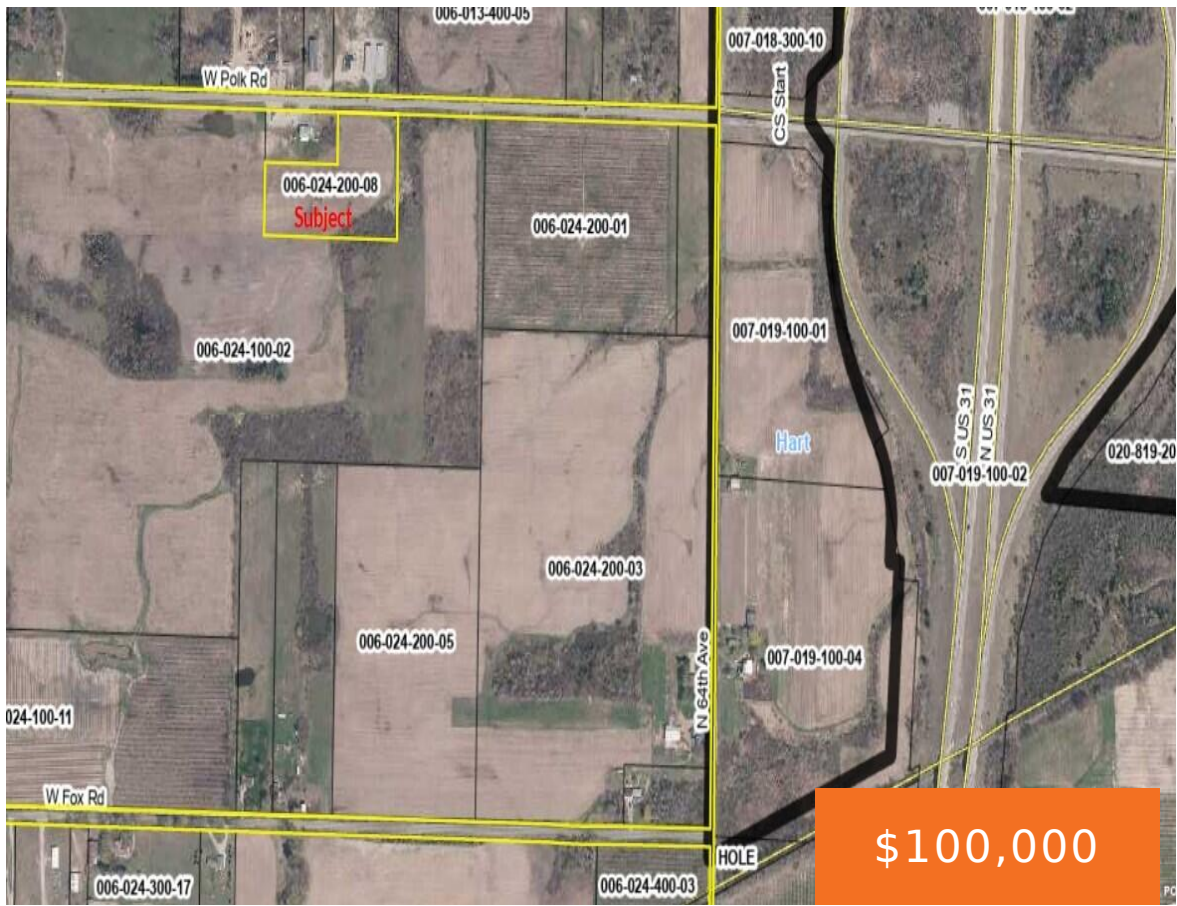 006-013-400-05
007-018-300-10
W Polk Rd
CS Start
006-024-200-08
Subject
006-024-200-01
006-024-100-02
007-019-100-01
Hart
S US 31
N US 31
007-019-100-02
020-819-20
006-024-200-03
006-024-200-05
N 64th Ave
007-019-100-04
024-100-11
W Fox Rd
HOLE
$100,000
006-024-300-17
006-024-400-03